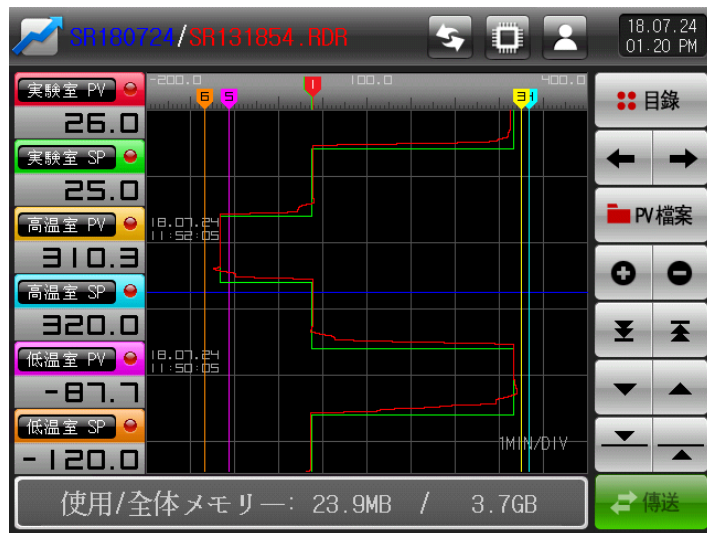 SR180724/SR131854.RDR
18.07.24
01:20 PM
実験室 PV
26.0
実験室 SP
25.0
高温室 PV
310.3
高温室 SP
320.0
低温室 PV
-87.7
低温室 SP
-120.0
-200.0 100.0 400.0
6 5 1 3
18.07.24
11:52:05
18.07.24
11:50:05
1MIN/DIV
目錄
PV檔案
傳送
使用/全体メモリー: 23.9MB / 3.7GB